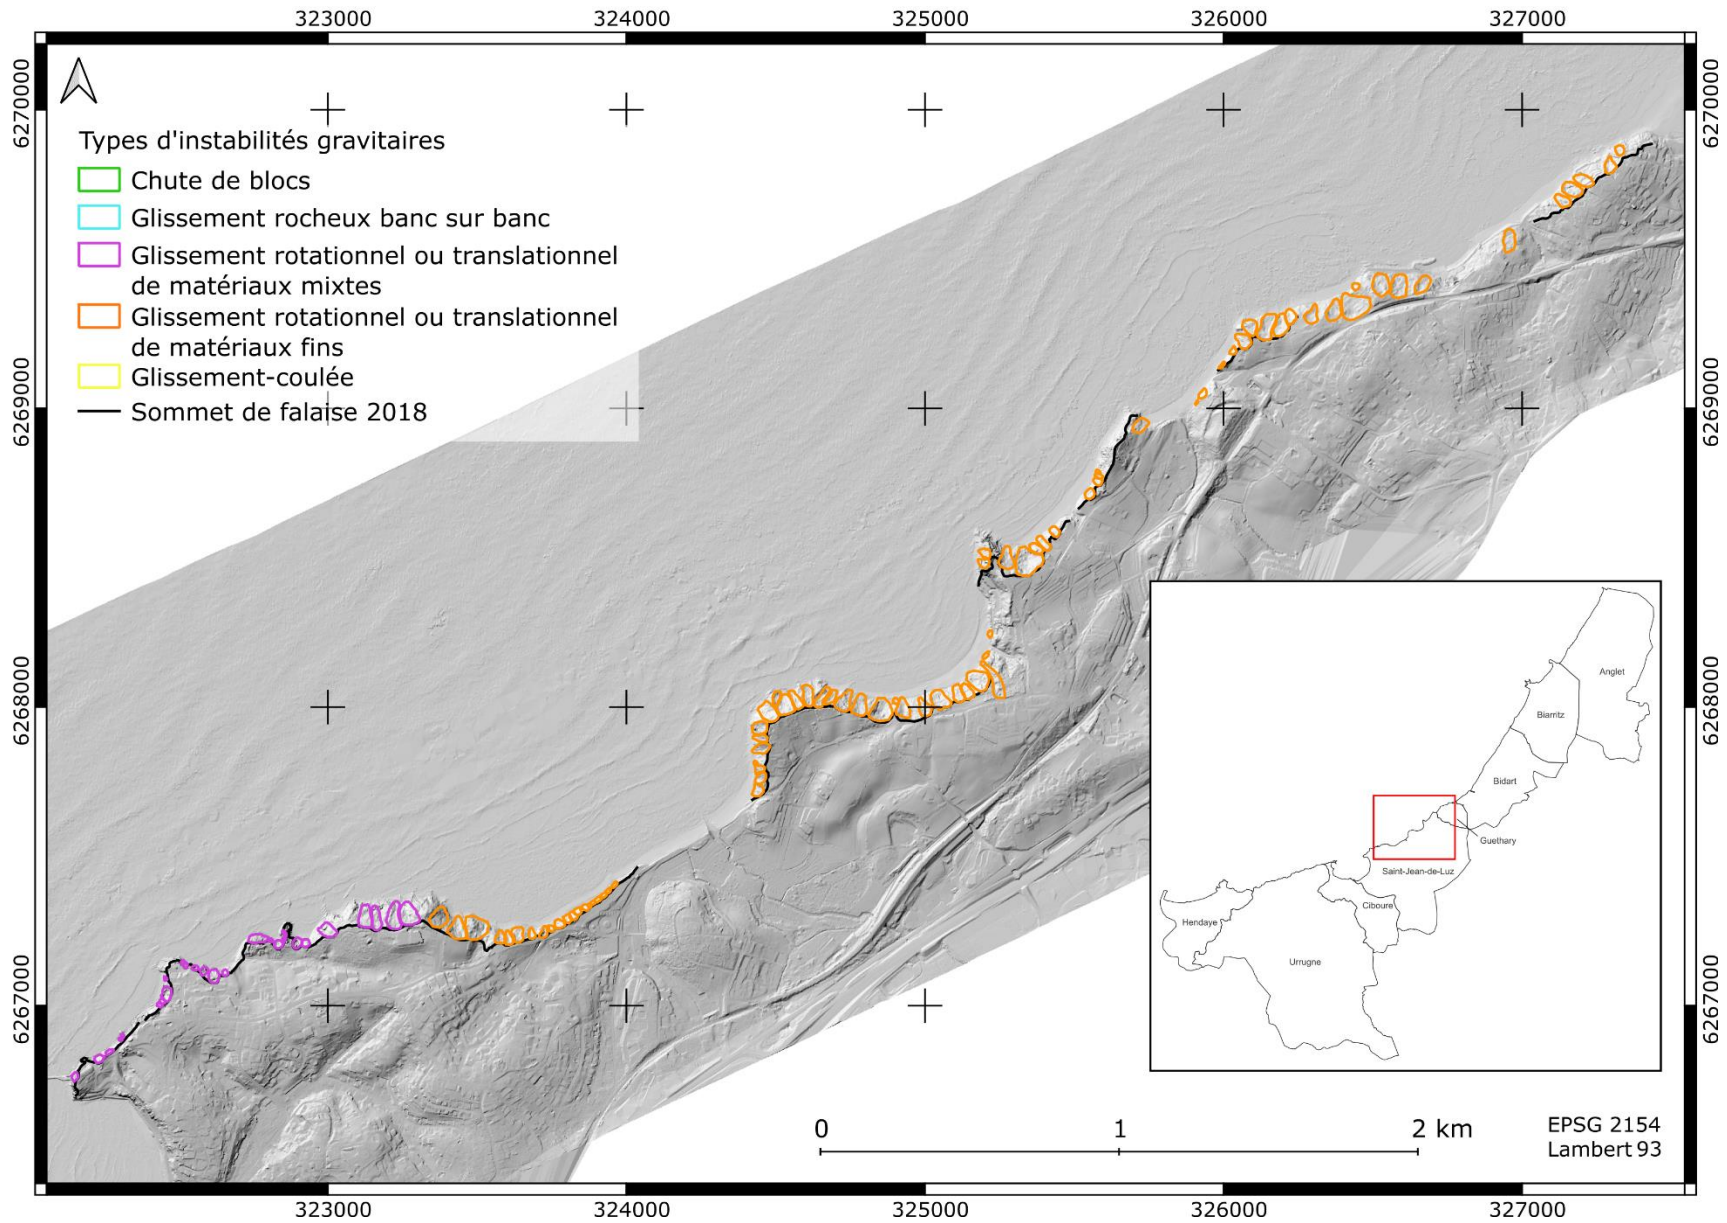 323000 324000 325000 326000 327000
6270000 6270000
Types d'instabilités gravitaires
Chute de blocs
Glissement rocheux banc sur banc
Glissement rotationnel ou translationnel
de matériaux mixtes
Glissement rotationnel ou translationnel
de matériaux fins
Glissement-coulée
Sommet de falaise 2018
6269000 6269000
6268000 6268000
Anglet
Biarritz
Bidart
Guethary
Saint-Jean-de-Luz
Ciboure
Hendaye
Urrugne
6267000 6267000
0 1 2 km
EPSG 2154
Lambert 93
323000 324000 325000 326000 327000